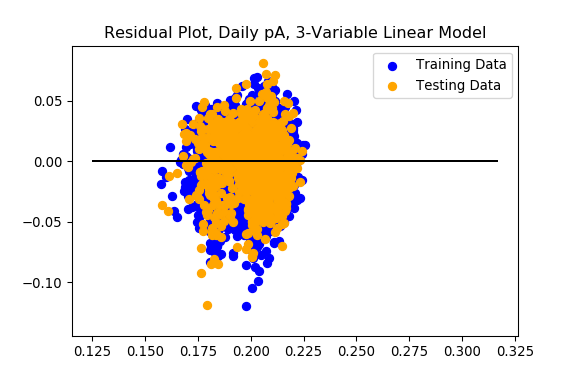 Residual Plot, Daily pA, 3-Variable Linear Model
Training Data
Testing Data
0.05
0.00
−0.05
−0.10
0.125 0.150 0.175 0.200 0.225 0.250 0.275 0.300 0.325